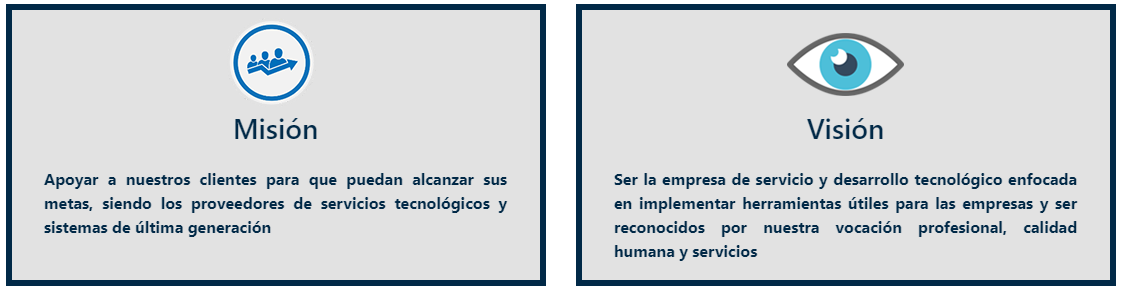 Misión
Apoyar a nuestros clientes para que puedan alcanzar sus
metas, siendo los proveedores de servicios tecnológicos y
sistemas de última generación
Visión
Ser la empresa de servicio y desarrollo tecnológico enfocada
en implementar herramientas útiles para las empresas y ser
reconocidos por nuestra vocación profesional, calidad
humana y servicios